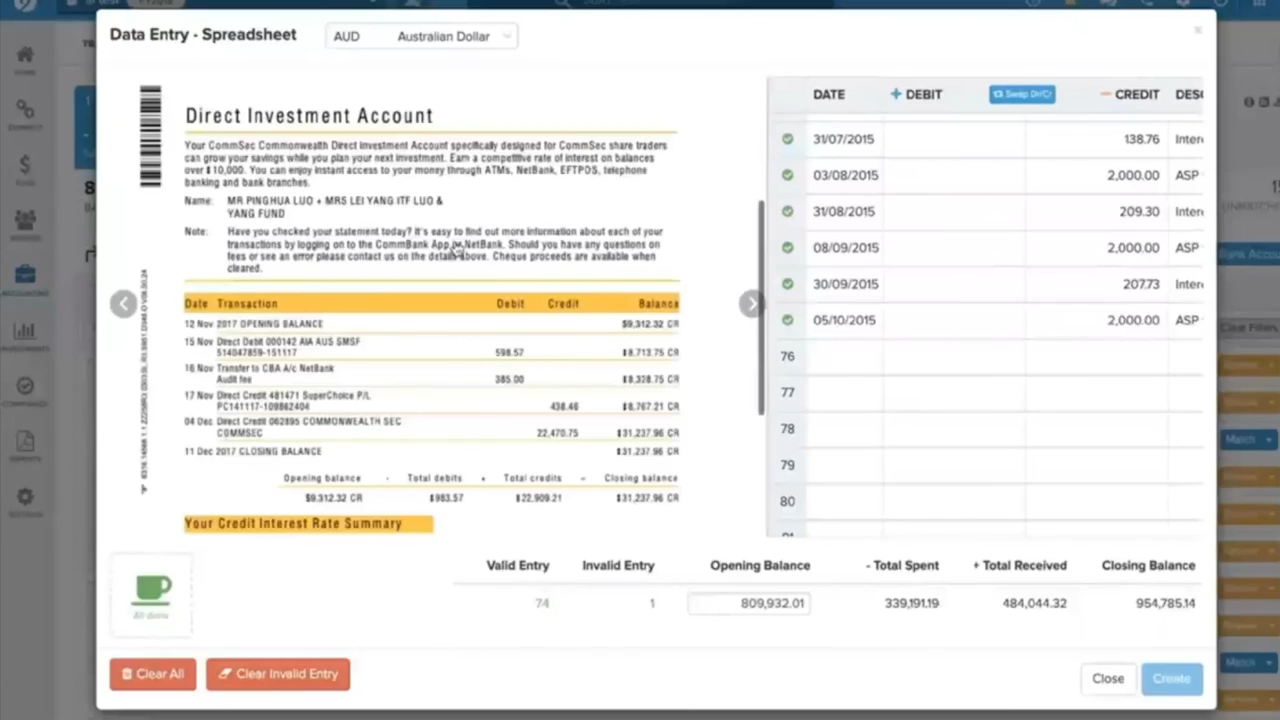 Data Entry - Spreadsheet
AUD Australian Dollar
Direct Investment Account
Your CommSec Commonwealth Direct Investment Account specifically designed for CommSec share traders
can grow your savings while you plan your next investment. Earn a competitive rate of interest on balances
over $10,000. You can enjoy instant access to your money through ATMs, NetBank, EFTPOS, telephone
banking and bank branches.
Name: MR PINGHUA LUO + MRS LEI YANG ITF LUO &
YANG FUND
Note: Have you checked your statement today? It's easy to find out more information about each of your
transactions by logging on to the CommBank App or NetBank. Should you have any questions on
fees or see an error please contact us on the details above. Cheque proceeds are available when
cleared.
Date Transaction Debit Credit Balance
12 Nov 2017 OPENING BALANCE $9,312.32 CR
15 Nov Direct Debit 000142 AIA AUS SMSF
514047859-151117 598.57 $8,713.75 CR
16 Nov Transfer to CBA A/c NetBank
Audit fee 385.00 $8,328.75 CR
17 Nov Direct Credit 481471 SuperChoice P/L
PC141117-109862404 438.46 $8,767.21 CR
04 Dec Direct Credit 062895 COMMONWEALTH SEC
COMMSEC 22,470.75 $31,237.96 CR
11 Dec 2017 CLOSING BALANCE $31,237.96 CR
Opening balance - Total debits + Total credits = Closing balance
$9,312.32 CR $983.57 $22,909.21 $31,237.96 CR
Your Credit Interest Rate Summary
DATE + DEBIT Swap Dr/Cr - CREDIT DESC
31/07/2015 138.76 Inter
03/08/2015 2,000.00 ASP
31/08/2015 209.30 Inter
08/09/2015 2,000.00 ASP
30/09/2015 207.73 Inter
05/10/2015 2,000.00 ASP
76
77
78
79
80
All done
Valid Entry Invalid Entry Opening Balance - Total Spent + Total Received Closing Balance
74 1 809,932.01 339,191.19 484,044.32 954,785.14
Clear All Clear Invalid Entry Close Create
Match
Match